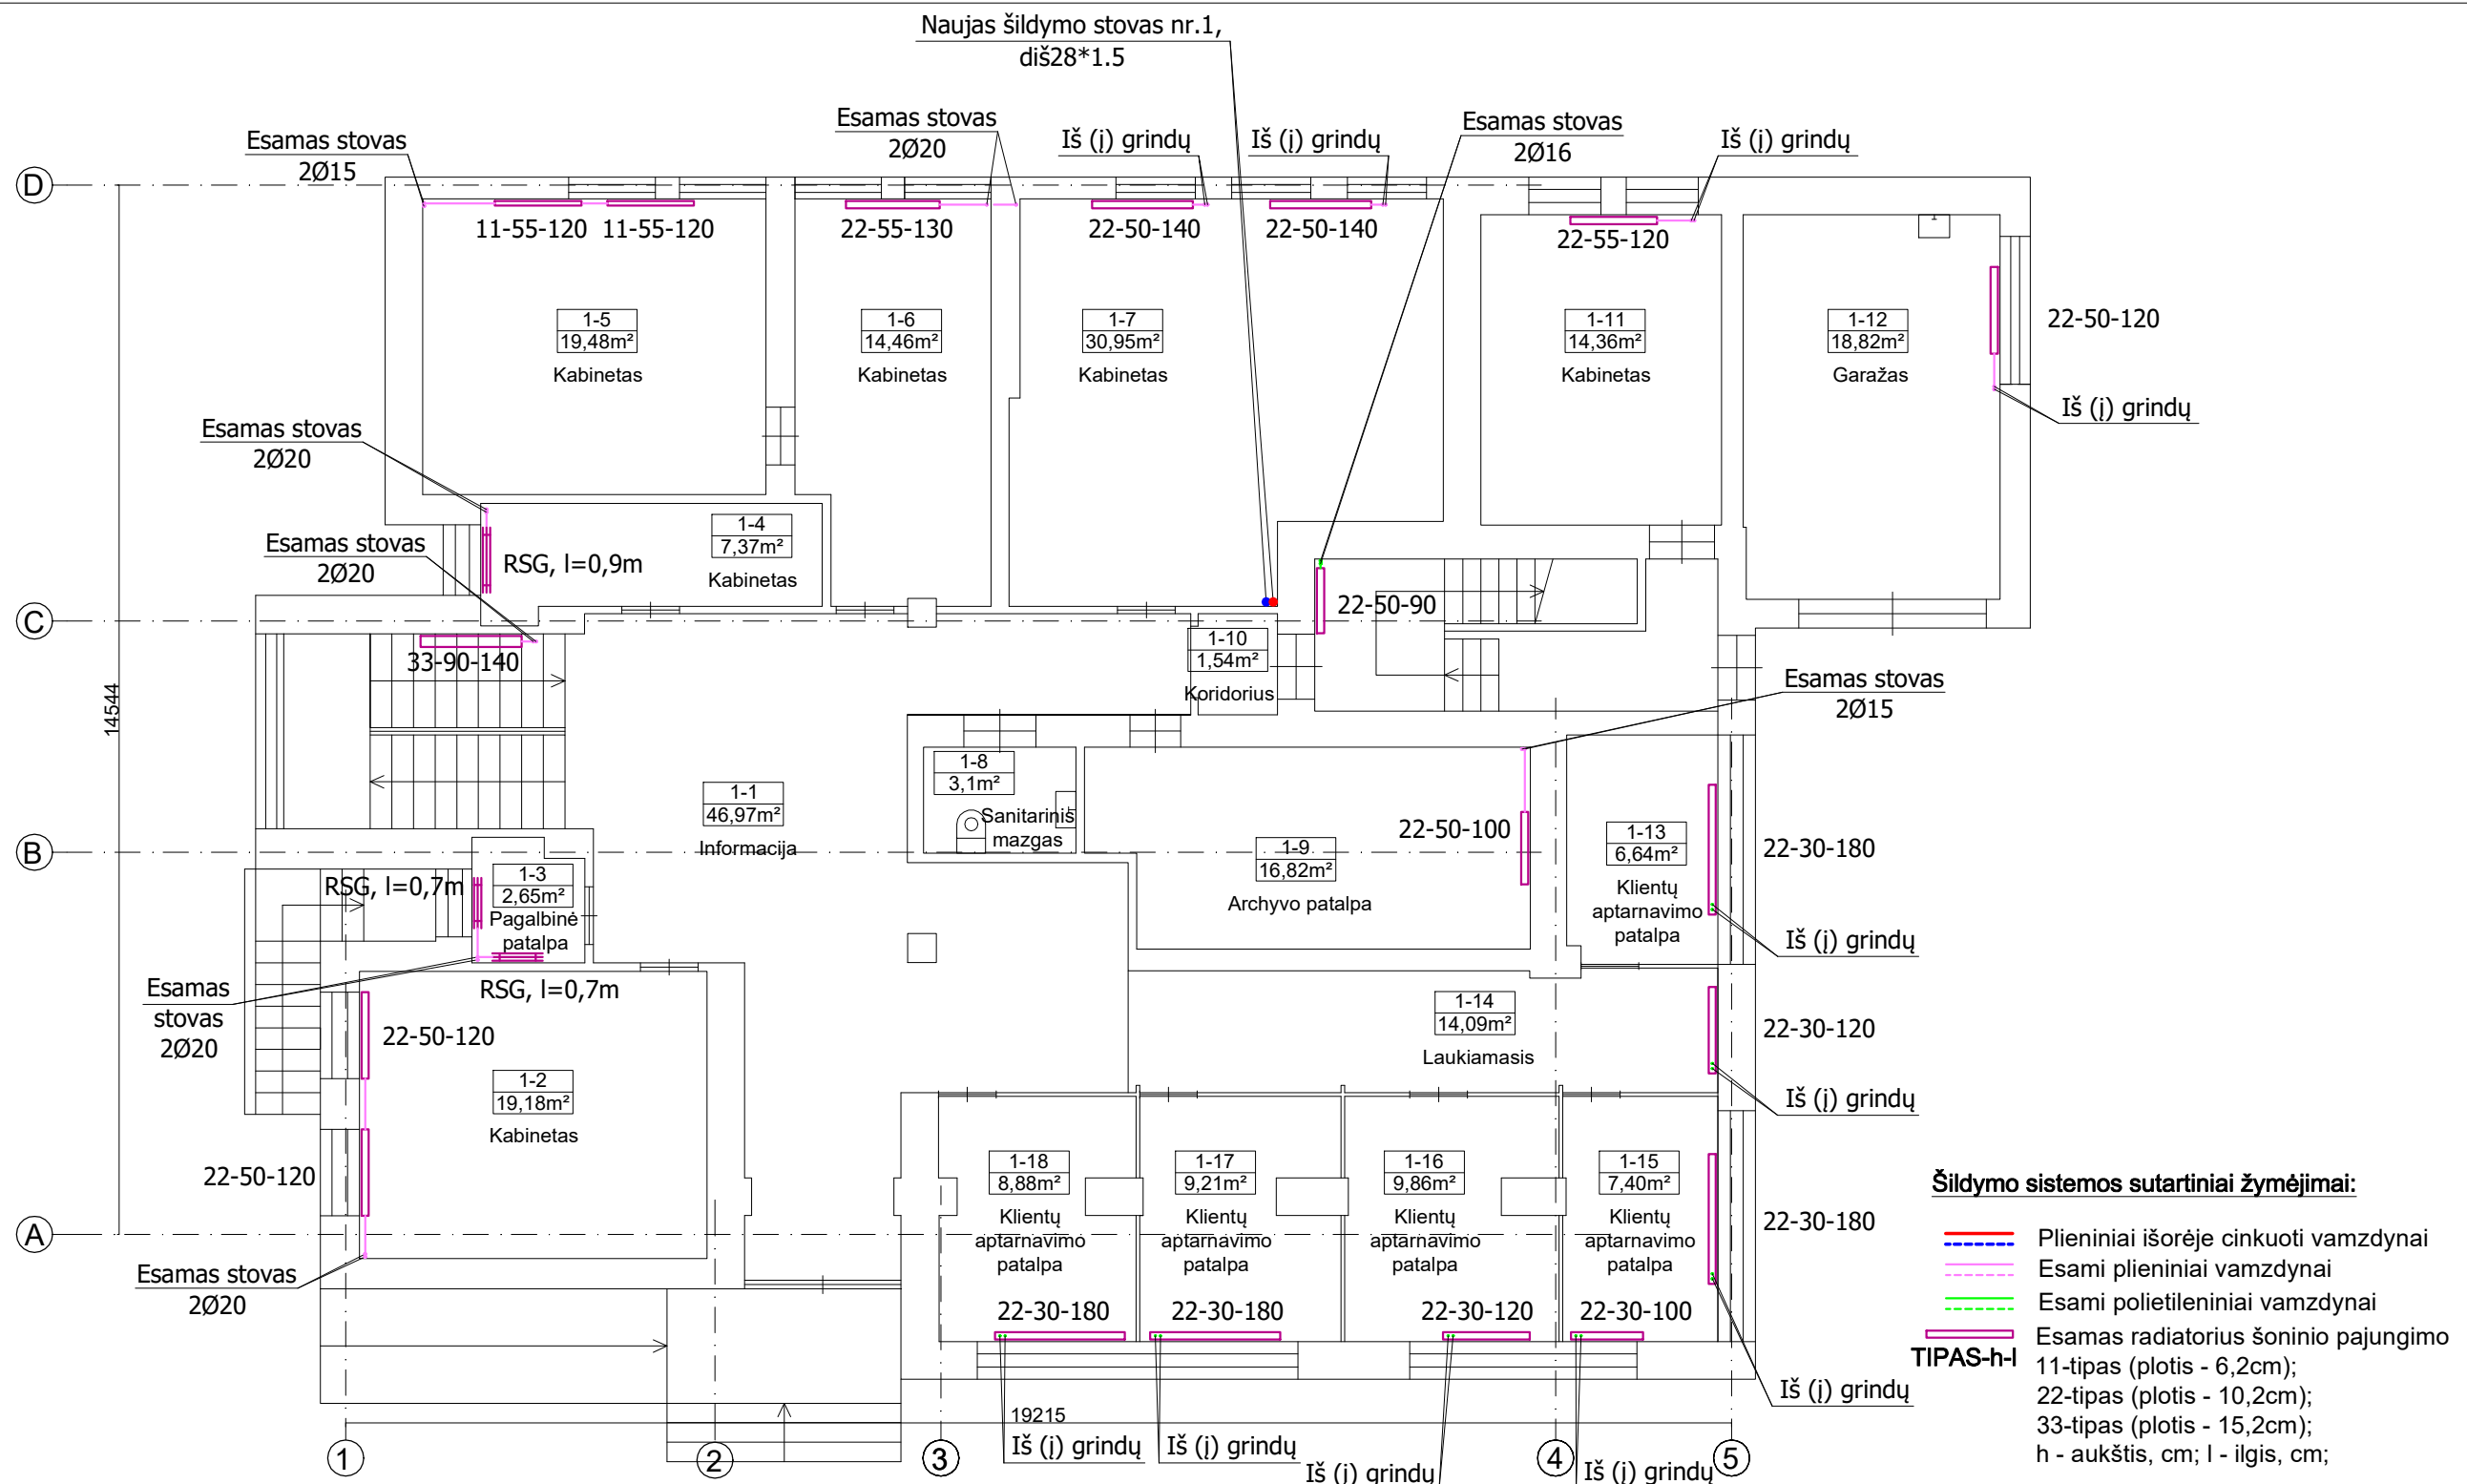 Naujas šildymo stovas nr.1,
diš28*1.5
Esamas stovas
2Ø15
Esamas stovas
2Ø20
Iš (į) grindų
Iš (į) grindų
Esamas stovas
2Ø16
Iš (į) grindų
D
11-55-120
11-55-120
22-55-130
22-50-140
22-50-140
22-55-120
1-5
19,48m²
Kabinetas
1-6
14,46m²
Kabinetas
1-7
30,95m²
Kabinetas
1-11
14,36m²
Kabinetas
1-12
18,82m²
Garažas
22-50-120
Iš (į) grindų
Esamas stovas
2Ø20
Esamas stovas
2Ø20
RSG, l=0,9m
1-4
7,37m²
Kabinetas
22-50-90
C
33-90-140
1-10
1,54m²
Koridorius
14544
Esamas stovas
2Ø15
1-1
46,97m²
Informacija
1-8
3,1m²
Sanitarinis
mazgas
22-50-100
1-9
16,82m²
Archyvo patalpa
1-13
6,64m²
Klientų
aptarnavimo
patalpa
22-30-180
Iš (į) grindų
B
RSG, l=0,7m
1-3
2,65m²
Pagalbinė
patalpa
RSG, l=0,7m
Esamas
stovas
2Ø20
22-50-120
1-2
19,18m²
Kabinetas
22-50-120
1-14
14,09m²
Laukiamasis
22-30-120
Iš (į) grindų
1-18
8,88m²
Klientų
aptarnavimo
patalpa
1-17
9,21m²
Klientų
aptarnavimo
patalpa
1-16
9,86m²
Klientų
aptarnavimo
patalpa
1-15
7,40m²
Klientų
aptarnavimo
patalpa
22-30-180
A
Esamas stovas
2Ø20
22-30-180
22-30-180
22-30-120
22-30-100
Iš (į) grindų
19215
Iš (į) grindų
Iš (į) grindų
Iš (į) grindų
Iš (į) grindų
1
2
3
4
5
Šildymo sistemos sutartiniai žymėjimai:
Plieniniai išorėje cinkuoti vamzdynai
Esami plieniniai vamzdynai
Esami polietileniniai vamzdynai
Esamas radiatorius šoninio pajungimo
TIPAS-h-l
11-tipas (plotis - 6,2cm);
22-tipas (plotis - 10,2cm);
33-tipas (plotis - 15,2cm);
h - aukštis, cm; l - ilgis, cm;